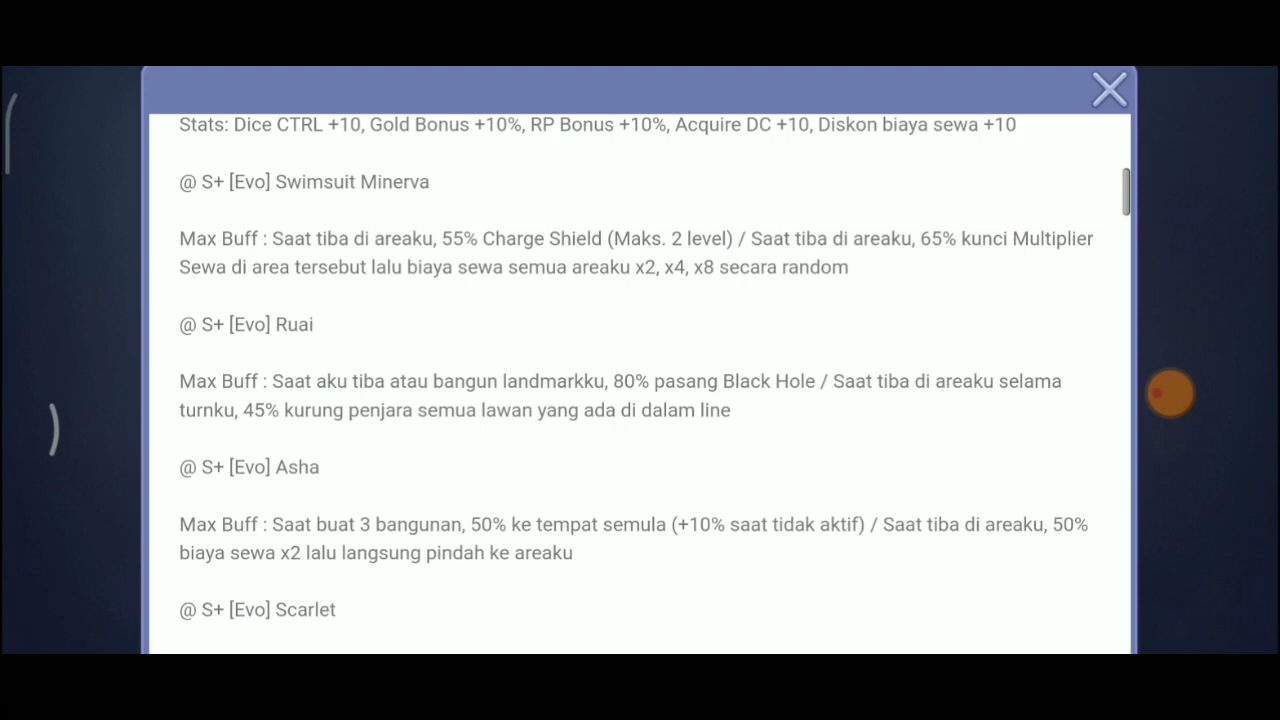 Stats: Dice CTRL +10, Gold Bonus +10%, RP Bonus +10%, Acquire DC +10, Diskon biaya sewa +10
@ S+ [Evo] Swimsuit Minerva
Max Buff : Saat tiba di areaku, 55% Charge Shield (Maks. 2 level) / Saat tiba di areaku, 65% kunci Multiplier
Sewa di area tersebut lalu biaya sewa semua areaku x2, x4, x8 secara random
@ S+ [Evo] Ruai
Max Buff : Saat aku tiba atau bangun landmarkku, 80% pasang Black Hole / Saat tiba di areaku selama
turnku, 45% kurung penjara semua lawan yang ada di dalam line
@ S+ [Evo] Asha
Max Buff : Saat buat 3 bangunan, 50% ke tempat semula (+10% saat tidak aktif) / Saat tiba di areaku, 50%
biaya sewa x2 lalu langsung pindah ke areaku
@ S+ [Evo] Scarlet